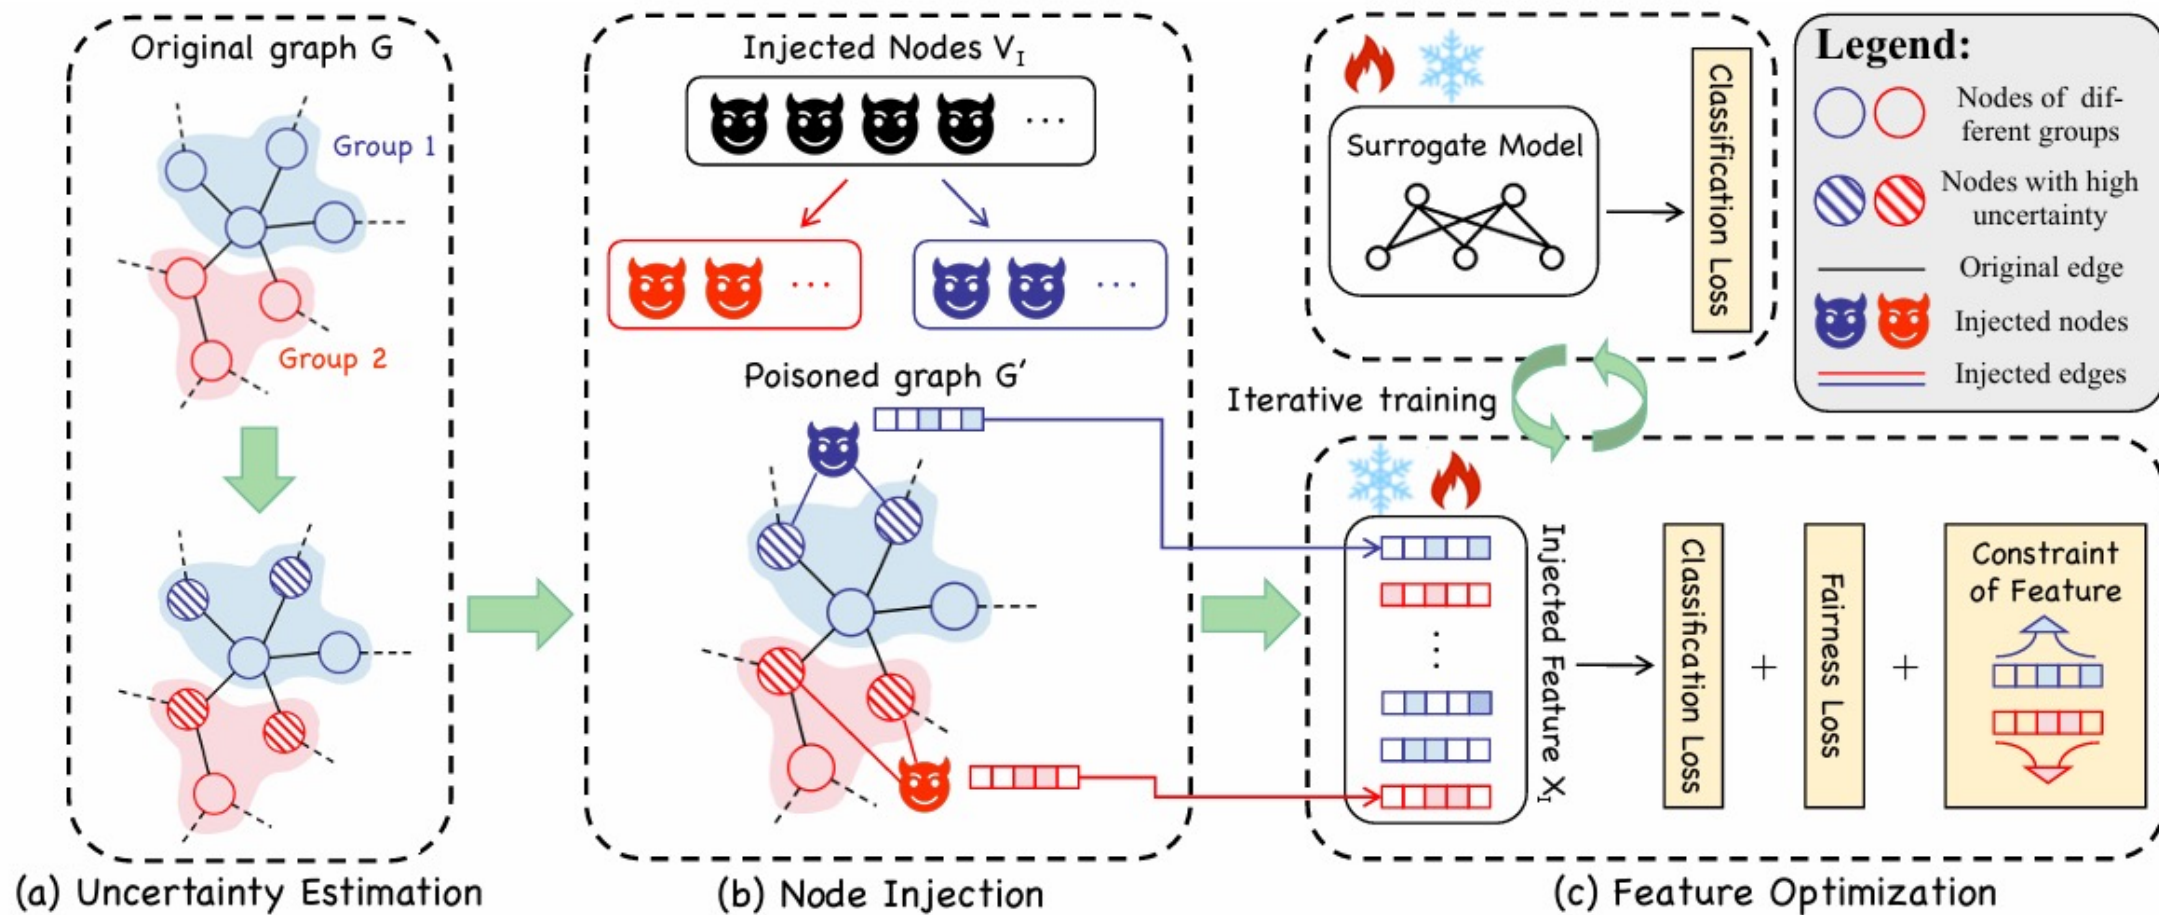 Original graph G
Group 1
Group 2
(a) Uncertainty Estimation
Injected Nodes V_I
...
...
...
Poisoned graph G′
(b) Node Injection
Surrogate Model
Classification Loss
Iterative training
Injected Feature X_I
Classification Loss
+
Fairness Loss
+
Constraint
of Feature
(c) Feature Optimization
Legend:
Nodes of dif-
ferent groups
Nodes with high
uncertainty
Original edge
Injected nodes
Injected edges